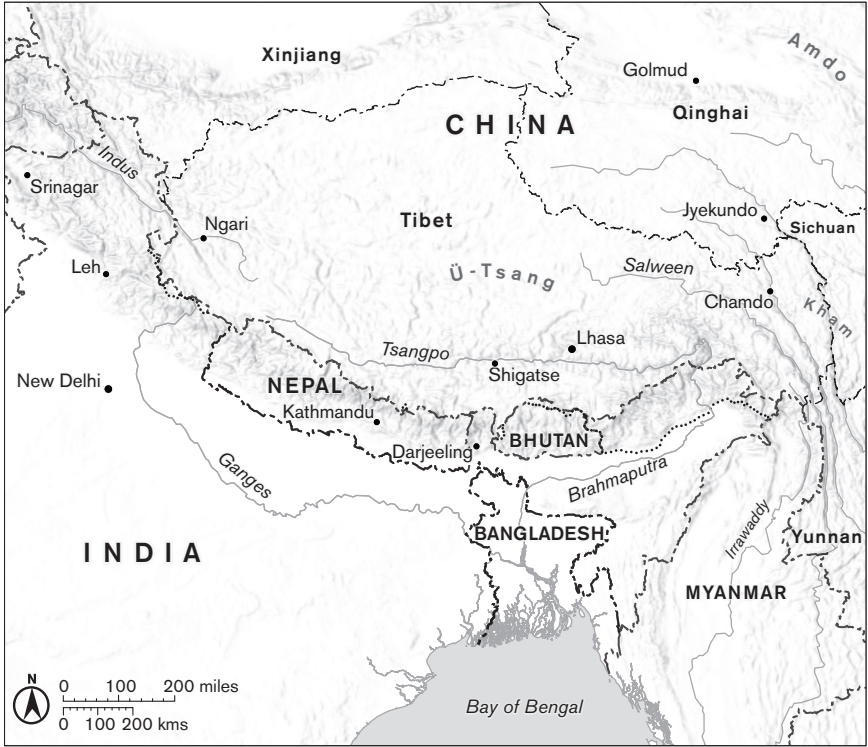 Xinjiang
Amdo
Golmud
Qinghai
CHINA
Indus
Srinagar
Ngari
Tibet
Jyekundo
Sichuan
Leh
Ü-Tsang
Salween
Chamdo
Kham
Lhasa
Tsangpo
Shigatse
New Delhi
NEPAL
Kathmandu
Darjeeling
BHUTAN
Ganges
Brahmaputra
Irrawaddy
BANGLADESH
Yunnan
INDIA
MYANMAR
N
0 100 200 miles
0 100 200 kms
Bay of Bengal